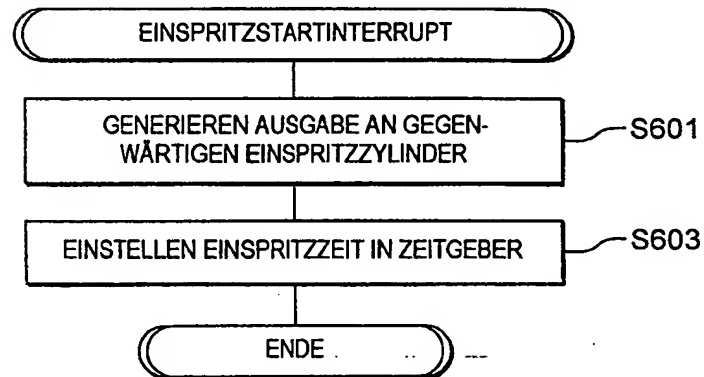 EINSPRITZSTARTINTERRUPT
GENERIEREN AUSGABE AN GEGEN-
WÄRTIGEN EINSPRITZZYLINDER
S601
EINSTELLEN EINSPRITZZEIT IN ZEITGEBER
S603
ENDE